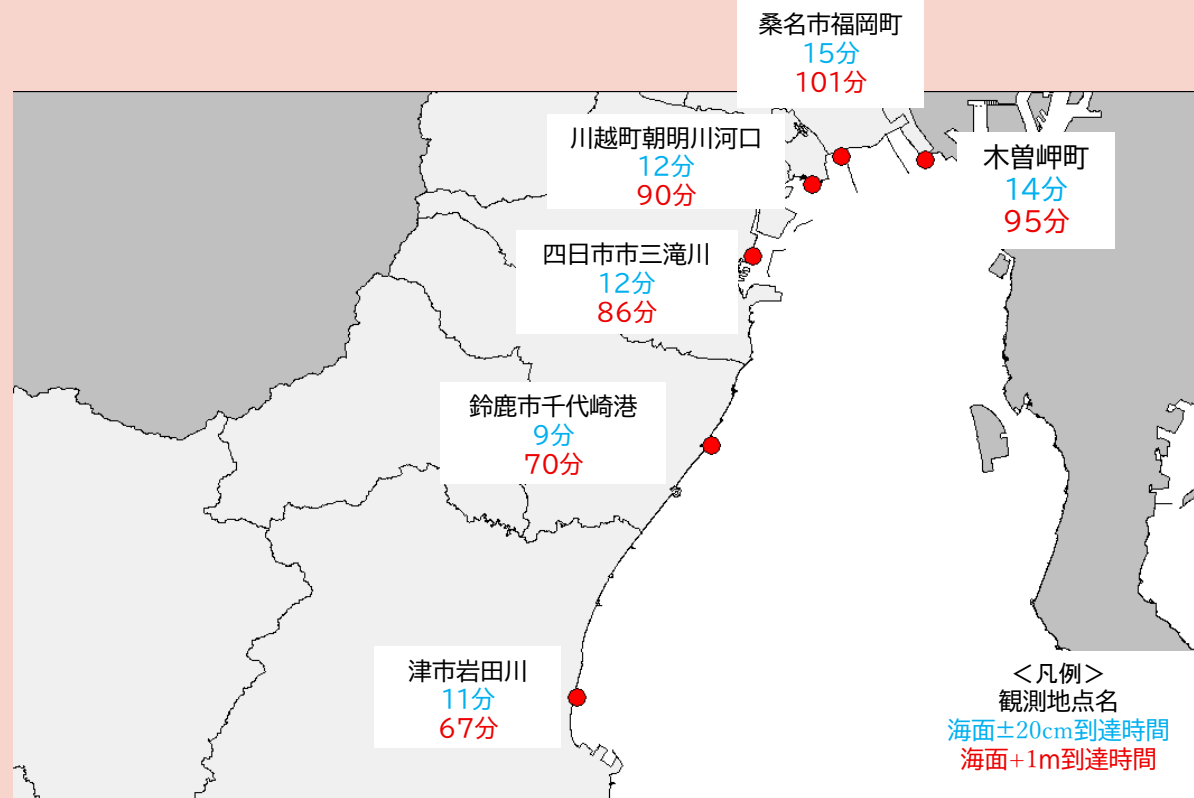 桑名市福岡町
15分
101分
川越町朝明川河口
12分
90分
木曽岬町
14分
95分
四日市市三滝川
12分
86分
鈴鹿市千代崎港
9分
70分
津市岩田川
11分
67分
＜凡例＞
観測地点名
海面±20cm到達時間
海面+1m到達時間